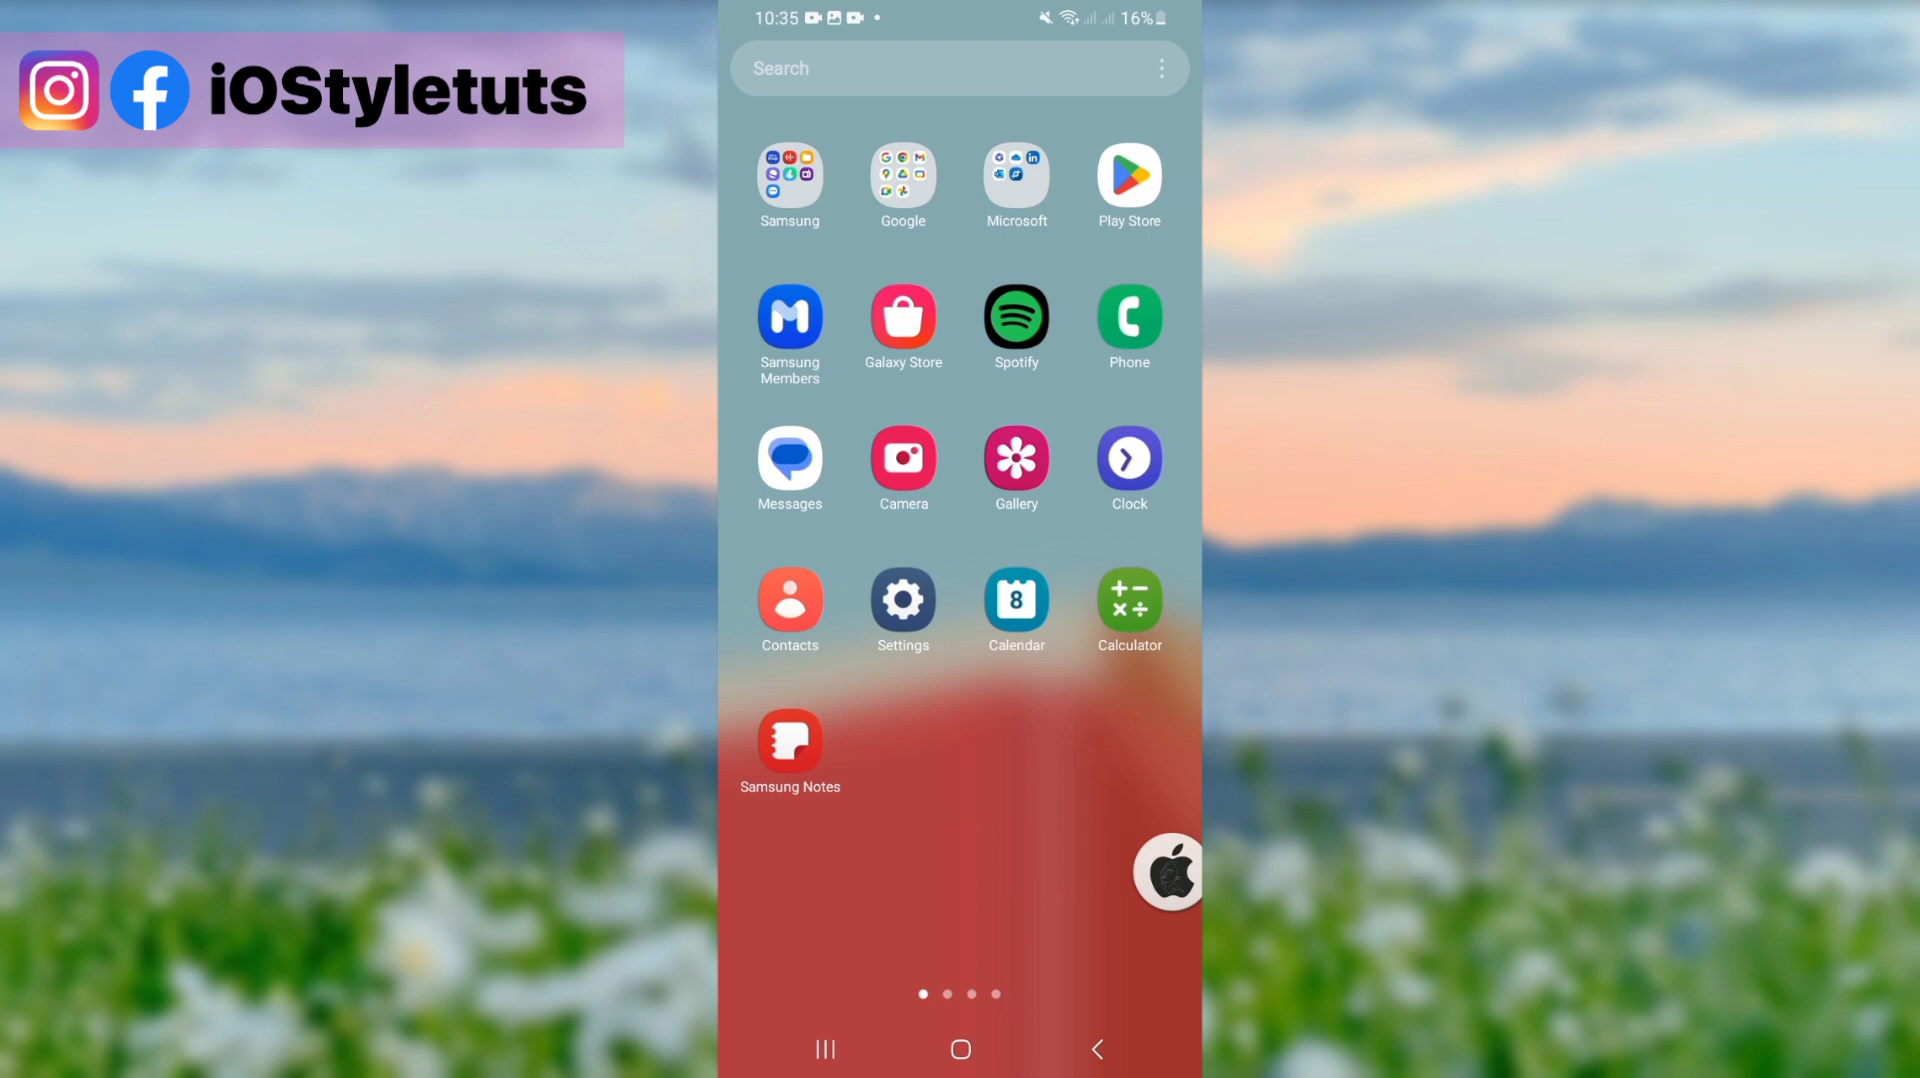 iOStyletuts
10:35
16%
Search
Samsung
Google
Microsoft
Play Store
Samsung
Members
Galaxy Store
Spotify
Phone
Messages
Camera
Gallery
Clock
Contacts
Settings
8
Calendar
Calculator
Samsung Notes